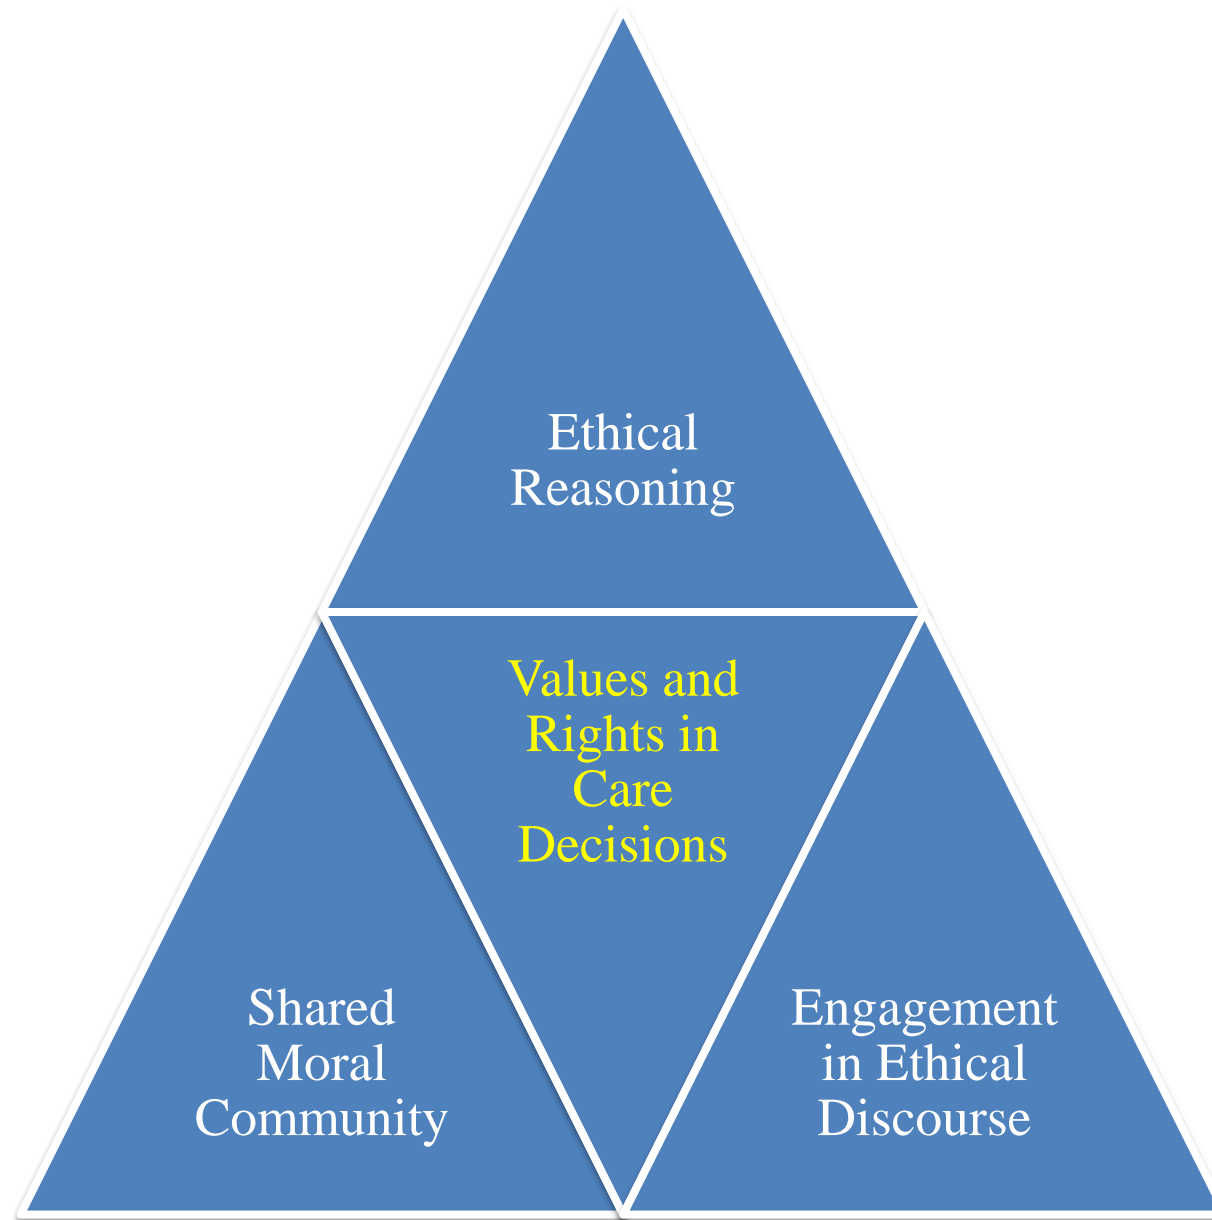 Ethical
Reasoning
Values and
Rights in
Care
Decisions
Shared
Moral
Community
Engagement
in Ethical
Discourse